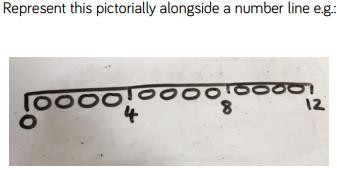 Represent this pictorially alongside a number line e.g.:
0 4 8 12